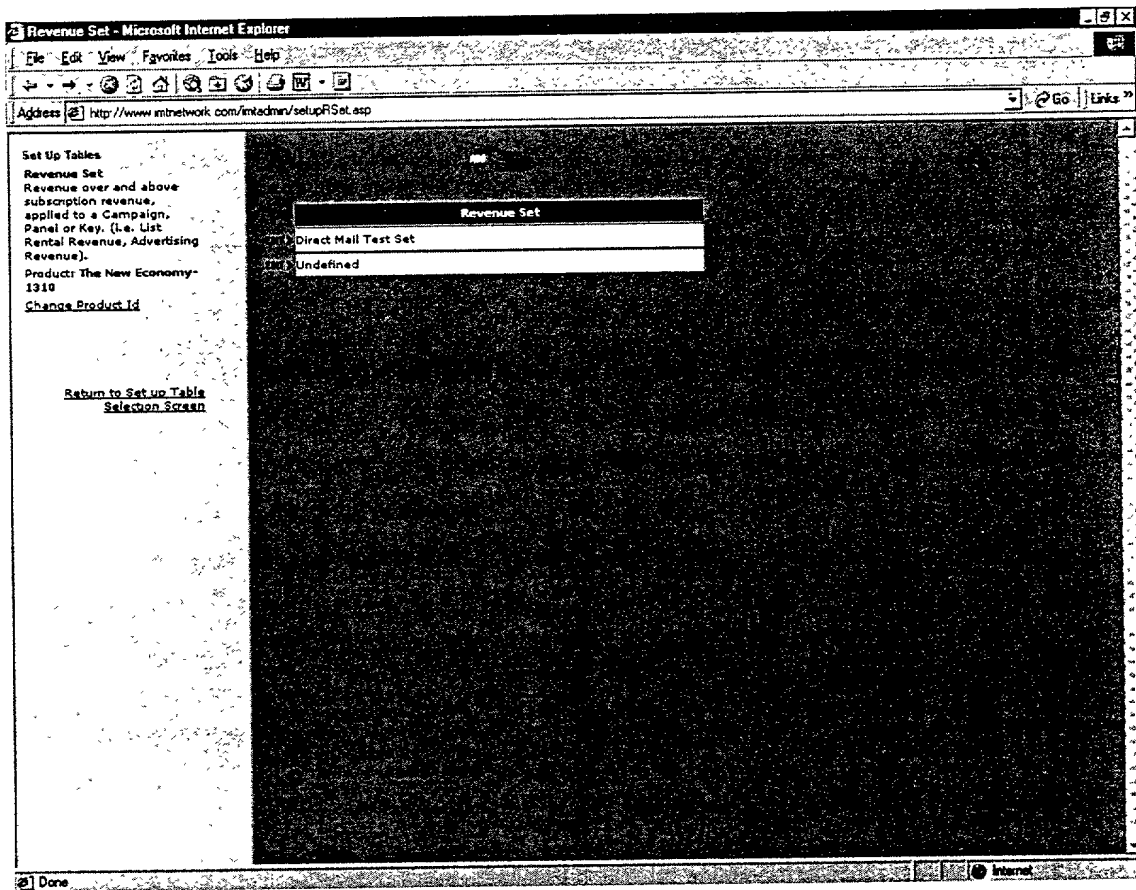 Revenue Set - Microsoft Internet Explorer
File Edit View Favorites Tools Help
Address http://www.imtnetwork.com/imtadmin/setupRSet.asp Go Links »
Set Up Tables
Revenue Set
Revenue over and above
subscription revenue,
applied to a Campaign,
Panel or Key. (i.e. List
Rental Revenue, Advertising
Revenue).
Product: The New Economy-
1310
Change Product Id
Return to Set up Table
Selection Screen
Revenue Set
Direct Mail Test Set
Undefined
Done Internet